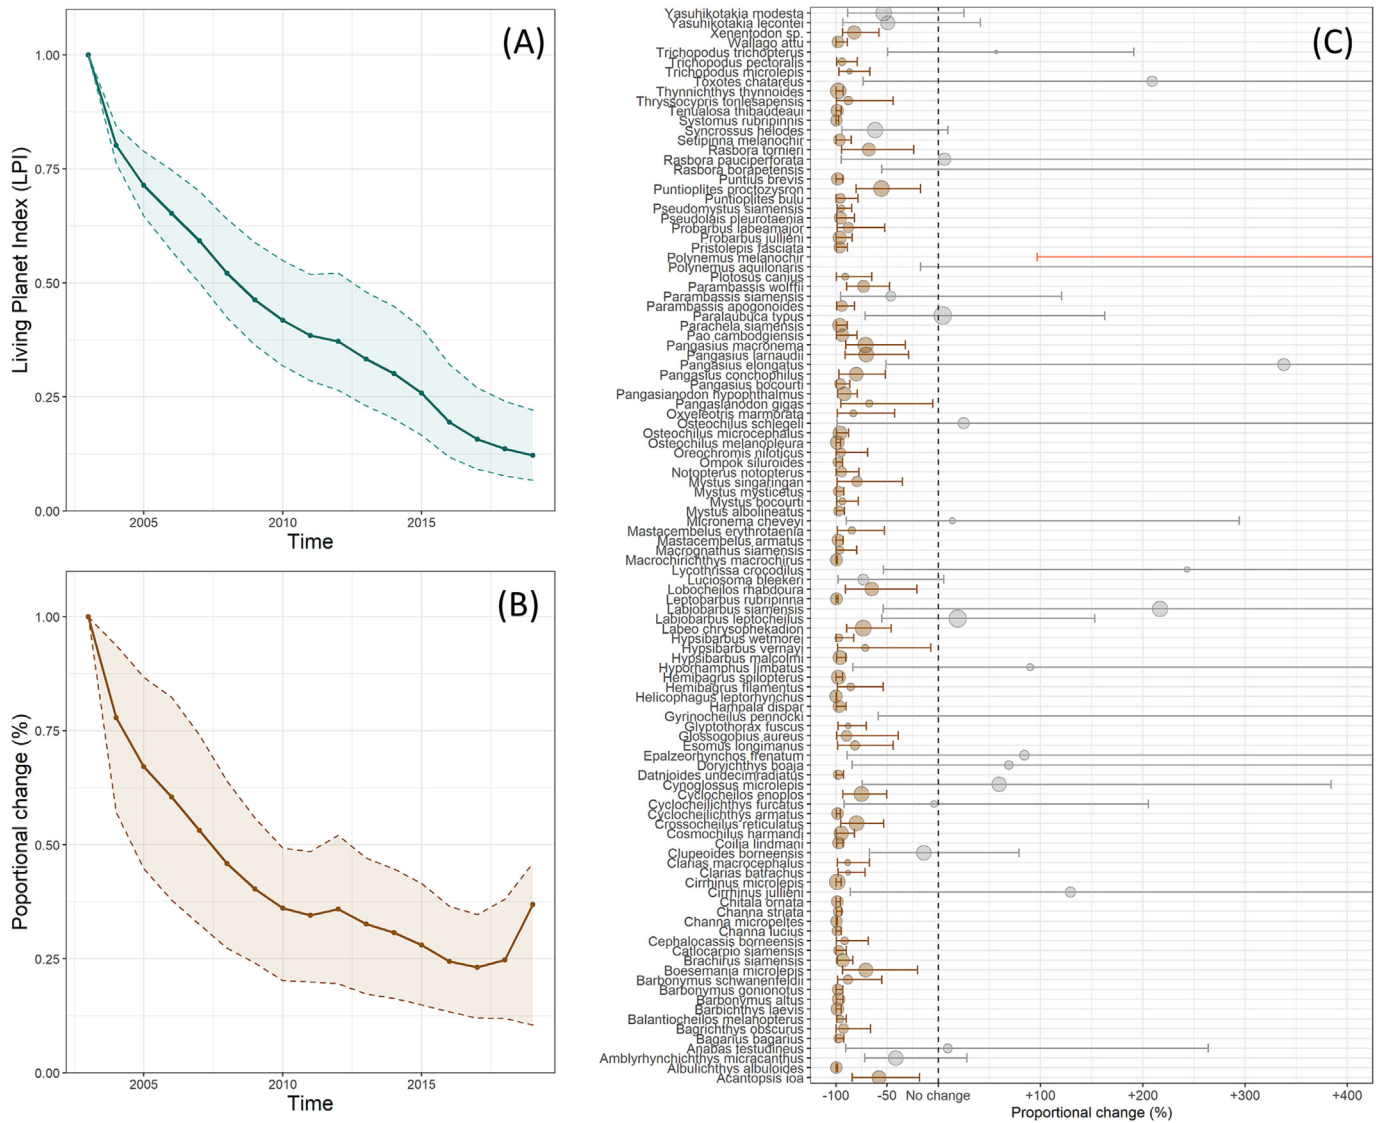 (A)
1.00
0.75
0.50
0.25
0.00
Living Planet Index (LPI)
2005
2010
2015
Time
(B)
1.00
0.75
0.50
0.25
0.00
Poportional change (%)
2005
2010
2015
Time
(C)
Yasuhikotakia modesta
Yasuhikotakia lecontei
Xenentodon sp.
Wallago attu
Trichopodus trichopterus
Trichopodus pectoralis
Trichopodus microlepis
Toxotes chatareus
Thynnichthys thynnoides
Thryssocypris tonlesapensis
Tenualosa thibaudeaui
Systomus rubripinnis
Syncrossus helodes
Setipinna melanochir
Rasbora tornieri
Rasbora pauciperforata
Rasbora borapetensis
Puntius brevis
Puntioplites proctozysron
Puntioplites bulu
Pseudomystus siamensis
Pseudolais pleurotaenia
Probarbus labeamajor
Probarbus jullieni
Pristolepis fasciata
Polynemus melanochir
Polynemus aquilonaris
Plotosus canius
Parambassis wolffii
Parambassis siamensis
Parambassis apogonoides
Paralaubuca typus
Parachela siamensis
Pao cambodgiensis
Pangasius macronema
Pangasius larnaudii
Pangasius elongatus
Pangasius conchophilus
Pangasius bocourti
Pangasianodon hypophthalmus
Pangasianodon gigas
Oxyeleotris marmorata
Osteochilus schlegeli
Osteochilus microcephalus
Osteochilus melanopleura
Oreochromis niloticus
Ompok siluroides
Notopterus notopterus
Mystus singaringan
Mystus mysticetus
Mystus bocourti
Mystus albolineatus
Micronema cheveyi
Mastacembelus erythrotaenia
Mastacembelus armatus
Macrognathus siamensis
Macrochirichthys macrochirus
Lycothrissa crocodilus
Luciosoma bleekeri
Lobocheilos rhabdoura
Leptobarbus rubripinna
Labiobarbus siamensis
Labiobarbus leptocheilus
Labeo chrysophekadion
Hypsibarbus wetmorei
Hypsibarbus vernayi
Hypsibarbus malcolmi
Hyporhamphus limbatus
Hemibagrus spilopterus
Hemibagrus filamentus
Helicophagus leptorhynchus
Hampala dispar
Gyrinocheilus pennocki
Glyptothorax fuscus
Glossogobius aureus
Esomus longimanus
Epalzeorhynchos frenatum
Doryichthys boaja
Datnioides undecimradiatus
Cynoglossus microlepis
Cyclocheilos enoplos
Cyclocheilichthys furcatus
Cyclocheilichthys armatus
Crossocheilus reticulatus
Cosmochilus harmandi
Coilia lindmani
Clupeoides borneensis
Clarias macrocephalus
Clarias batrachus
Cirrhinus microlepis
Cirrhinus jullieni
Chitala ornata
Channa striata
Channa micropeltes
Channa lucius
Cephalocassis borneensis
Catlocarpio siamensis
Brachirus siamensis
Boesemania microlepis
Barbonymus schwanenfeldii
Barbonymus gonionotus
Barbonymus altus
Barbichthys laevis
Balantiocheilos melanopterus
Bagrichthys obscurus
Bagarius bagarius
Anabas testudineus
Amblyrhynchichthys micracanthus
Albulichthys albuloides
Acantopsis ioa
-100
-50
No change
+100
+200
+300
+400
Proportional change (%)